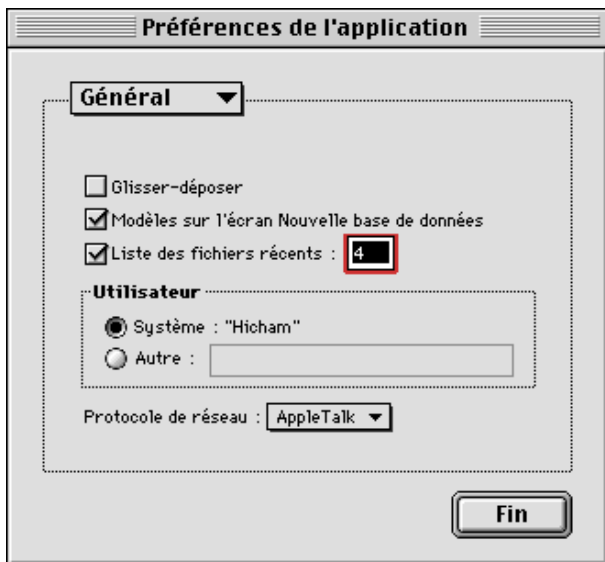 Préférences de l'application
Général
Glisser-déposer
Modèles sur l'écran Nouvelle base de données
Liste des fichiers récents : 4
Utilisateur
Système : "Hicham"
Autre :
Protocole de réseau : AppleTalk
Fin